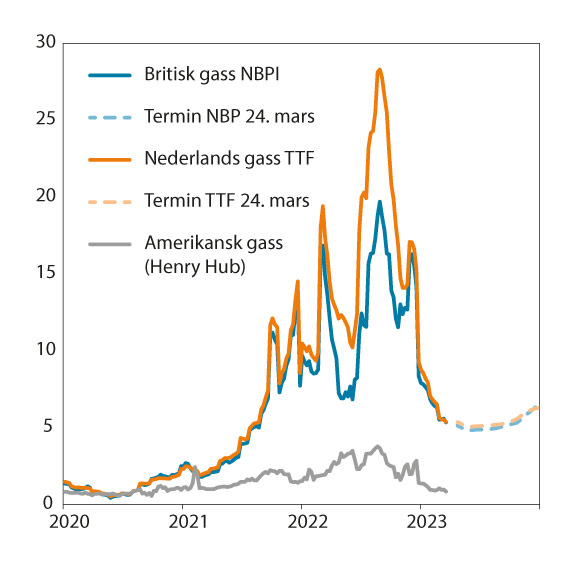 30
25
20
15
10
5
0
Britisk gass NBPI
Termin NBP 24. mars
Nederlands gass TTF
Termin TTF 24. mars
Amerikansk gass
(Henry Hub)
2020
2021
2022
2023